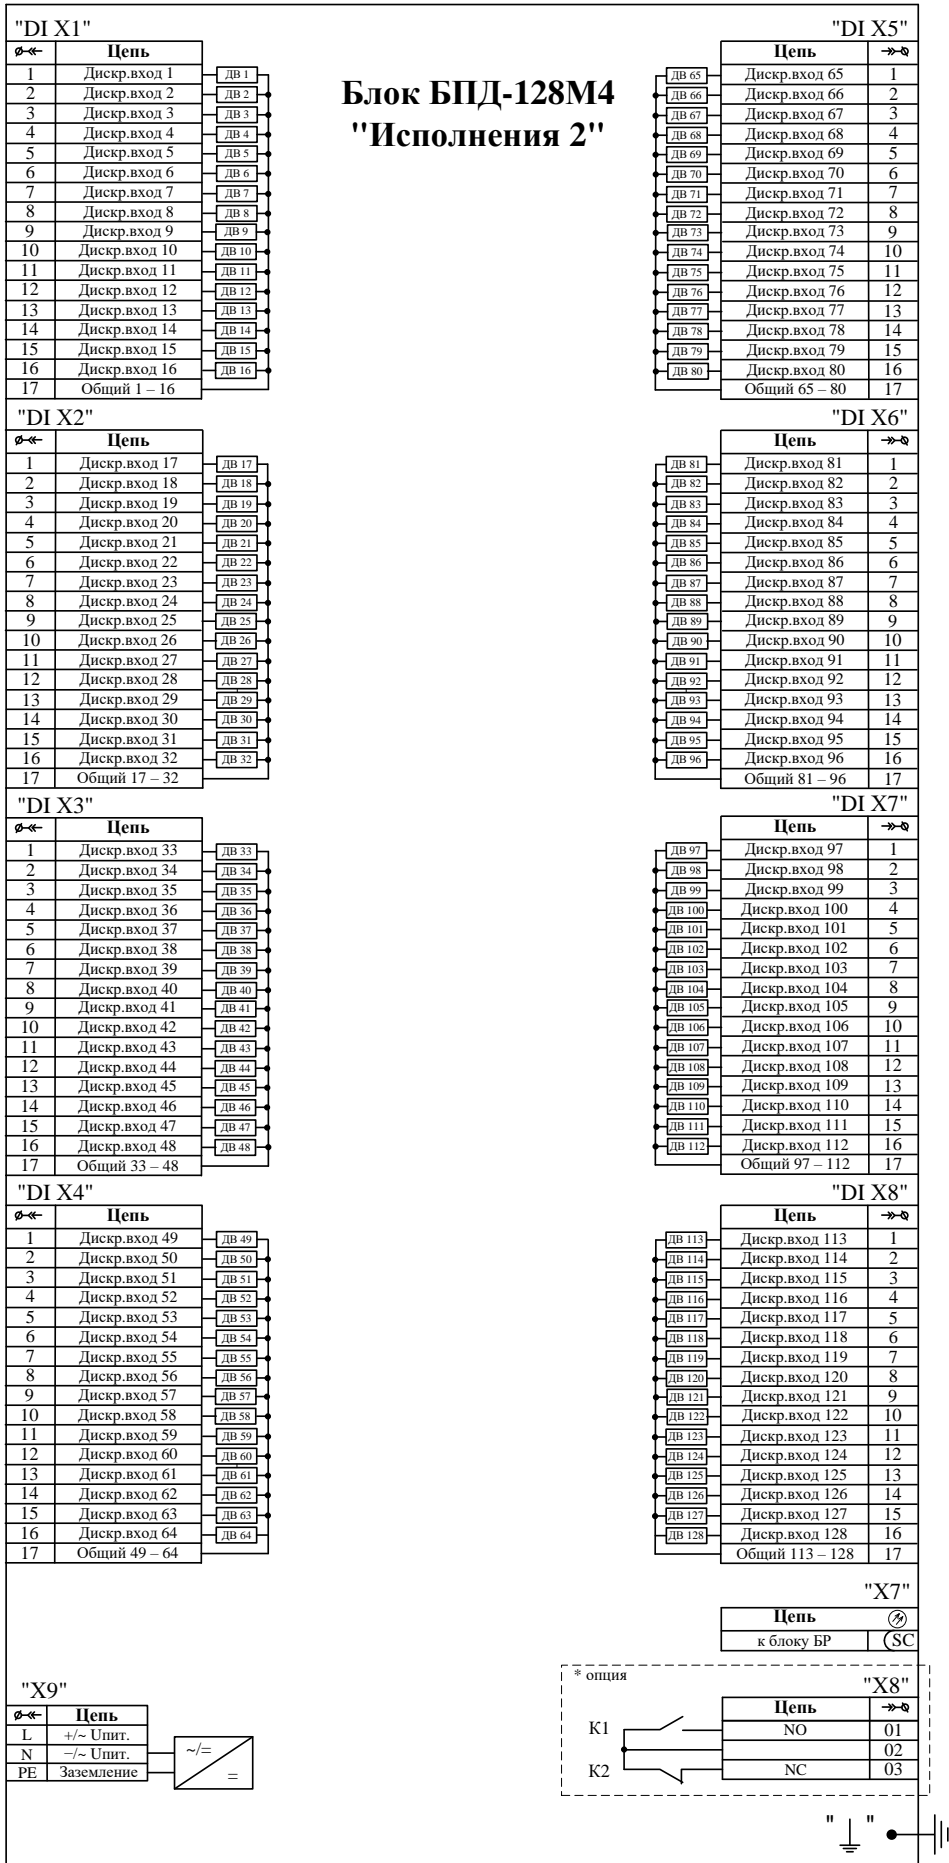 "DI X1"
Цепь
1 Дискр.вход 1 ДВ 1
2 Дискр.вход 2 ДВ 2
3 Дискр.вход 3 ДВ 3
4 Дискр.вход 4 ДВ 4
5 Дискр.вход 5 ДВ 5
6 Дискр.вход 6 ДВ 6
7 Дискр.вход 7 ДВ 7
8 Дискр.вход 8 ДВ 8
9 Дискр.вход 9 ДВ 9
10 Дискр.вход 10 ДВ 10
11 Дискр.вход 11 ДВ 11
12 Дискр.вход 12 ДВ 12
13 Дискр.вход 13 ДВ 13
14 Дискр.вход 14 ДВ 14
15 Дискр.вход 15 ДВ 15
16 Дискр.вход 16 ДВ 16
17 Общий 1 – 16
Блок БПД-128М4
"Исполнения 2"
"DI X5"
Цепь
ДВ 65 Дискр.вход 65 1
ДВ 66 Дискр.вход 66 2
ДВ 67 Дискр.вход 67 3
ДВ 68 Дискр.вход 68 4
ДВ 69 Дискр.вход 69 5
ДВ 70 Дискр.вход 70 6
ДВ 71 Дискр.вход 71 7
ДВ 72 Дискр.вход 72 8
ДВ 73 Дискр.вход 73 9
ДВ 74 Дискр.вход 74 10
ДВ 75 Дискр.вход 75 11
ДВ 76 Дискр.вход 76 12
ДВ 77 Дискр.вход 77 13
ДВ 78 Дискр.вход 78 14
ДВ 79 Дискр.вход 79 15
ДВ 80 Дискр.вход 80 16
Общий 65 – 80 17
"DI X2"
Цепь
1 Дискр.вход 17 ДВ 17
2 Дискр.вход 18 ДВ 18
3 Дискр.вход 19 ДВ 19
4 Дискр.вход 20 ДВ 20
5 Дискр.вход 21 ДВ 21
6 Дискр.вход 22 ДВ 22
7 Дискр.вход 23 ДВ 23
8 Дискр.вход 24 ДВ 24
9 Дискр.вход 25 ДВ 25
10 Дискр.вход 26 ДВ 26
11 Дискр.вход 27 ДВ 27
12 Дискр.вход 28 ДВ 28
13 Дискр.вход 29 ДВ 29
14 Дискр.вход 30 ДВ 30
15 Дискр.вход 31 ДВ 31
16 Дискр.вход 32 ДВ 32
17 Общий 17 – 32
"DI X6"
Цепь
ДВ 81 Дискр.вход 81 1
ДВ 82 Дискр.вход 82 2
ДВ 83 Дискр.вход 83 3
ДВ 84 Дискр.вход 84 4
ДВ 85 Дискр.вход 85 5
ДВ 86 Дискр.вход 86 6
ДВ 87 Дискр.вход 87 7
ДВ 88 Дискр.вход 88 8
ДВ 89 Дискр.вход 89 9
ДВ 90 Дискр.вход 90 10
ДВ 91 Дискр.вход 91 11
ДВ 92 Дискр.вход 92 12
ДВ 93 Дискр.вход 93 13
ДВ 94 Дискр.вход 94 14
ДВ 95 Дискр.вход 95 15
ДВ 96 Дискр.вход 96 16
Общий 81 – 96 17
"DI X3"
Цепь
1 Дискр.вход 33 ДВ 33
2 Дискр.вход 34 ДВ 34
3 Дискр.вход 35 ДВ 35
4 Дискр.вход 36 ДВ 36
5 Дискр.вход 37 ДВ 37
6 Дискр.вход 38 ДВ 38
7 Дискр.вход 39 ДВ 39
8 Дискр.вход 40 ДВ 40
9 Дискр.вход 41 ДВ 41
10 Дискр.вход 42 ДВ 42
11 Дискр.вход 43 ДВ 43
12 Дискр.вход 44 ДВ 44
13 Дискр.вход 45 ДВ 45
14 Дискр.вход 46 ДВ 46
15 Дискр.вход 47 ДВ 47
16 Дискр.вход 48 ДВ 48
17 Общий 33 – 48
"DI X7"
Цепь
ДВ 97 Дискр.вход 97 1
ДВ 98 Дискр.вход 98 2
ДВ 99 Дискр.вход 99 3
ДВ 100 Дискр.вход 100 4
ДВ 101 Дискр.вход 101 5
ДВ 102 Дискр.вход 102 6
ДВ 103 Дискр.вход 103 7
ДВ 104 Дискр.вход 104 8
ДВ 105 Дискр.вход 105 9
ДВ 106 Дискр.вход 106 10
ДВ 107 Дискр.вход 107 11
ДВ 108 Дискр.вход 108 12
ДВ 109 Дискр.вход 109 13
ДВ 110 Дискр.вход 110 14
ДВ 111 Дискр.вход 111 15
ДВ 112 Дискр.вход 112 16
Общий 97 – 112 17
"DI X4"
Цепь
1 Дискр.вход 49 ДВ 49
2 Дискр.вход 50 ДВ 50
3 Дискр.вход 51 ДВ 51
4 Дискр.вход 52 ДВ 52
5 Дискр.вход 53 ДВ 53
6 Дискр.вход 54 ДВ 54
7 Дискр.вход 55 ДВ 55
8 Дискр.вход 56 ДВ 56
9 Дискр.вход 57 ДВ 57
10 Дискр.вход 58 ДВ 58
11 Дискр.вход 59 ДВ 59
12 Дискр.вход 60 ДВ 60
13 Дискр.вход 61 ДВ 61
14 Дискр.вход 62 ДВ 62
15 Дискр.вход 63 ДВ 63
16 Дискр.вход 64 ДВ 64
17 Общий 49 – 64
"DI X8"
Цепь
ДВ 113 Дискр.вход 113 1
ДВ 114 Дискр.вход 114 2
ДВ 115 Дискр.вход 115 3
ДВ 116 Дискр.вход 116 4
ДВ 117 Дискр.вход 117 5
ДВ 118 Дискр.вход 118 6
ДВ 119 Дискр.вход 119 7
ДВ 120 Дискр.вход 120 8
ДВ 121 Дискр.вход 121 9
ДВ 122 Дискр.вход 122 10
ДВ 123 Дискр.вход 123 11
ДВ 124 Дискр.вход 124 12
ДВ 125 Дискр.вход 125 13
ДВ 126 Дискр.вход 126 14
ДВ 127 Дискр.вход 127 15
ДВ 128 Дискр.вход 128 16
Общий 113 – 128 17
"X7"
Цепь
к блоку БР SC
"X9"
Цепь
L +/~ Uпит.
N −/~ Uпит.
PE Заземление
~/=
=
* опция
"X8"
Цепь
К1 NO 01
02
К2 NC 03
" "